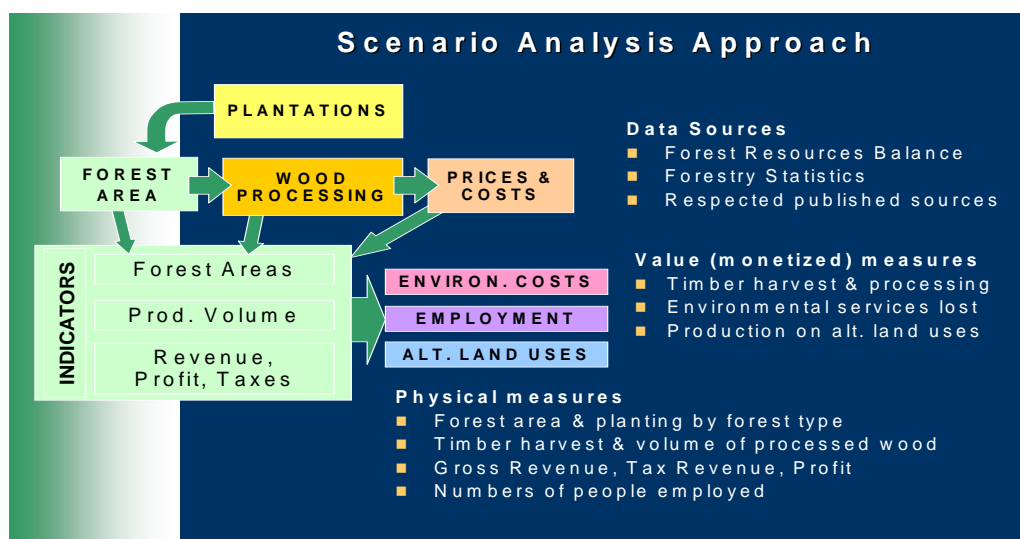 Scenario Analysis Approach
PLANTATIONS
FOREST
AREA
WOOD
PROCESSING
PRICES &
COSTS
INDICATORS
Forest Areas
Prod. Volume
Revenue,
Profit, Taxes
ENVIRON. COSTS
EMPLOYMENT
ALT. LAND USES
Data Sources
Forest Resources Balance
Forestry Statistics
Respected published sources
Value (monetized) measures
Timber harvest & processing
Environmental services lost
Production on alt. land uses
Physical measures
Forest area & planting by forest type
Timber harvest & volume of processed wood
Gross Revenue, Tax Revenue, Profit
Numbers of people employed